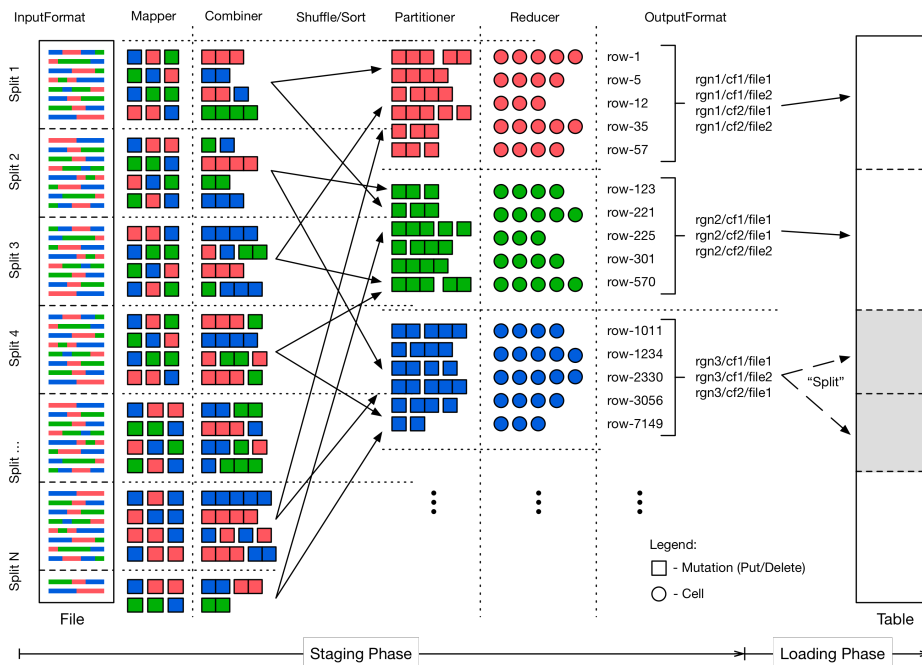 InputFormat
Mapper
Combiner
Shuffle/Sort
Partitioner
Reducer
OutputFormat
Split 1
Split 2
Split 3
Split 4
Split ...
Split N
row-1
row-5
row-12
row-35
row-57
rgn1/cf1/file1
rgn1/cf1/file2
rgn1/cf2/file1
rgn1/cf2/file2
row-123
row-221
row-225
row-301
row-570
rgn2/cf1/file1
rgn2/cf2/file1
rgn2/cf2/file2
row-1011
row-1234
row-2330
row-3056
row-7149
rgn3/cf1/file1
rgn3/cf1/file2
rgn3/cf2/file1
“Split”
Legend:
- Mutation (Put/Delete)
- Cell
File
Table
Staging Phase
Loading Phase